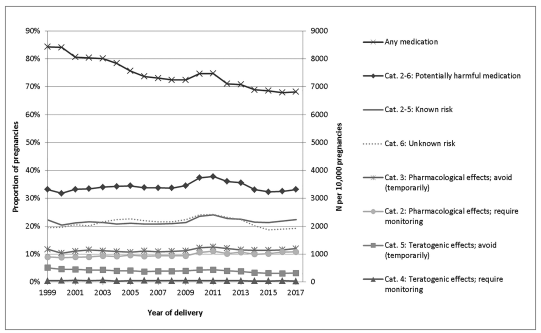 90%
80%
70%
60%
50%
40%
30%
20%
10%
0%
Proportion of pregnancies
9000
8000
7000
6000
5000
4000
3000
2000
1000
0
N per 10,000 pregnancies
1999 2001 2003 2005 2007 2009 2011 2013 2015 2017
Year of delivery
Any medication
Cat. 2-6: Potentially harmful medication
Cat. 2-5: Known risk
Cat. 6: Unknown risk
Cat. 3: Pharmacological effects; avoid
(temporarily)
Cat. 2: Pharmacological effects; require
monitoring
Cat. 5: Teratogenic effects; avoid
(temporarily)
Cat. 4: Teratogenic effects; require
monitoring